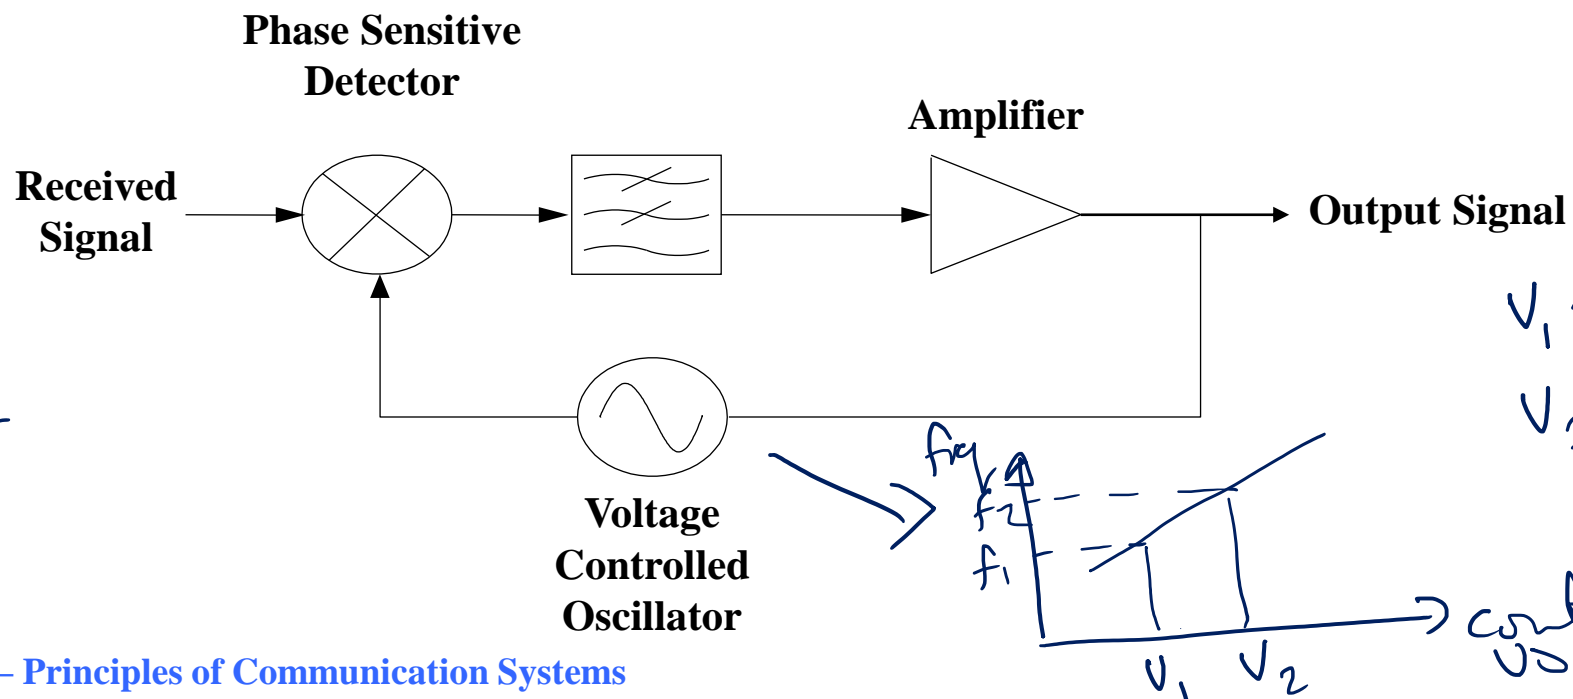 Phase Sensitive
Detector
Amplifier
Received
Signal
Output Signal
V1
V2
freq
f2
f1
Voltage
Controlled
Oscillator
V1
V2
– Principles of Communication Systems